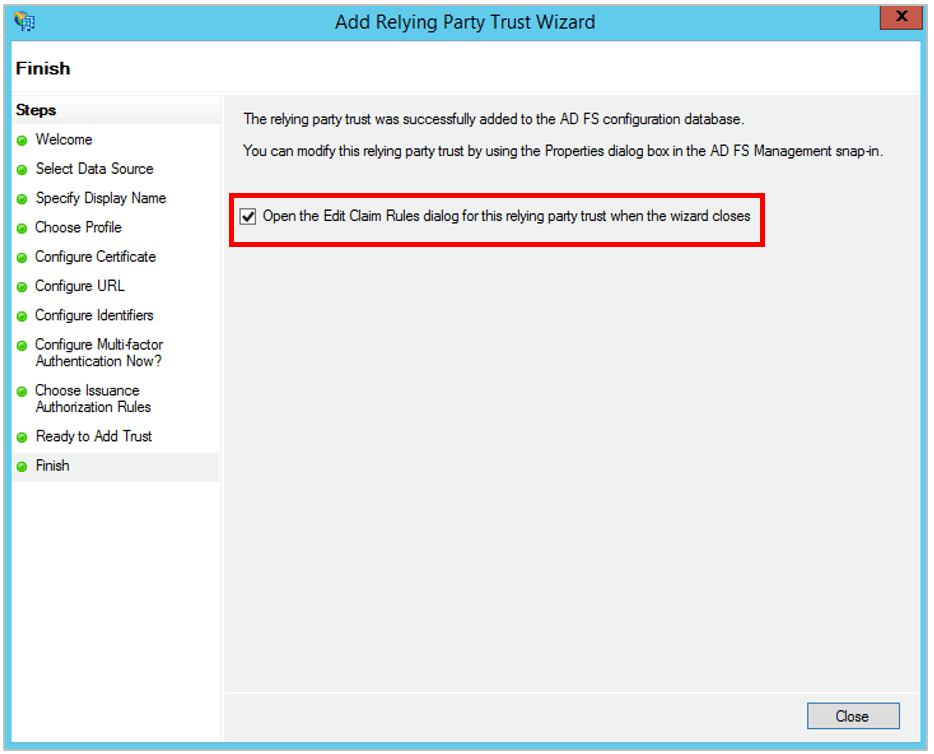 Add Relying Party Trust Wizard
X
Finish
Steps
Welcome
Select Data Source
Specify Display Name
Choose Profile
Configure Certificate
Configure URL
Configure Identifiers
Configure Multi-factor
Authentication Now?
Choose Issuance
Authorization Rules
Ready to Add Trust
Finish
The relying party trust was successfully added to the AD FS configuration database.
You can modify this relying party trust by using the Properties dialog box in the AD FS Management snap-in.
Open the Edit Claim Rules dialog for this relying party trust when the wizard closes
Close